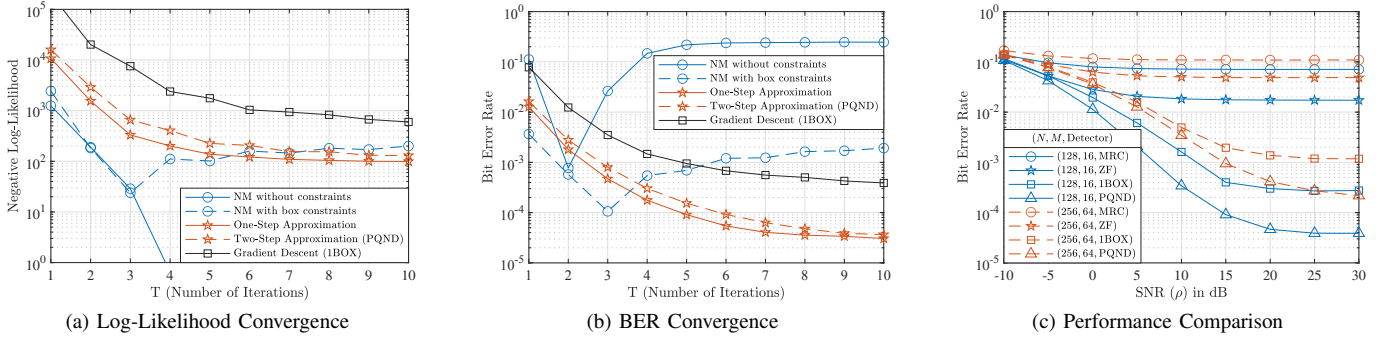 Negative Log-Likelihood
10^4
10^3
10^2
10^1
10^0
1 2 3 4 5 6 7 8 9 10
T (Number of Iterations)
NM without constraints
NM with box constraints
One-Step Approximation
Two-Step Approximation (PQND)
Gradient Descent (1BOX)
(a) Log-Likelihood Convergence
Bit Error Rate
10^0
10^-1
10^-2
10^-3
10^-4
10^-5
1 2 3 4 5 6 7 8 9 10
T (Number of Iterations)
NM without constraints
NM with box constraints
One-Step Approximation
Two-Step Approximation (PQND)
Gradient Descent (1BOX)
(b) BER Convergence
Bit Error Rate
10^0
10^-1
10^-2
10^-3
10^-4
10^-5
-10 -5 0 5 10 15 20 25 30
SNR (ρ) in dB
(N, M, Detector)
(128, 16, MRC)
(128, 16, ZF)
(128, 16, 1BOX)
(128, 16, PQND)
(256, 64, MRC)
(256, 64, ZF)
(256, 64, 1BOX)
(256, 64, PQND)
(c) Performance Comparison